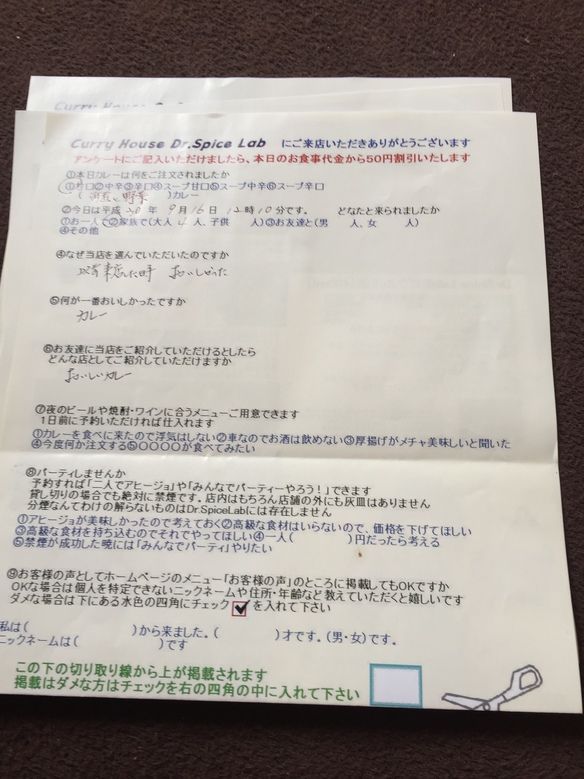 Curry House Dr.Spice Lab にご来店いただきありがとうございます
アンケートにご記入いただけましたら、本日のお食事代金から50円割引いたします
①本日カレーは何をご注文されましたか
①甘口②中辛③辛口④スープ甘口⑤スープ中辛⑥スープ辛口
( 野菜 )カレー
②今日は平成 年 9月16日 12時10分です。 どなたと来られましたか
①お一人で②家族で(大人 人、子供 人)③お友達と(男 人、女 人)
④その他
④なぜ当店を選んでいただいたのですか
以前来店した時 おいしかった
⑤何が一番おいしかったですか
カレー
⑥お友達に当店をご紹介していただけるとしたら
どんな店としてご紹介していただけますか
おいしいカレー
⑦夜のビールや焼酎・ワインに合うメニューご用意できます
1日前に予約いただければ仕入れます
①カレーを食べに来たので浮気はしない②車なのでお酒は飲めない③厚揚げがメチャ美味しいと聞いた
④今度何か注文する⑤〇〇〇〇が食べてみたい
⑧パーティしませんか
予約すれば「二人でアヒージョ」や「みんなでパーティーやろう!」できます
貸し切りの場合でも絶対に禁煙です。店内はもちろん店舗の外にも灰皿はありません
分煙なんてわけの解らないものはDr.SpiceLabには存在しません
①アヒージョが美味しかったので考えておく②高級な食材はいらないので、価格を下げてほしい
③高級な食材を持ち込むのでそれでやってほしい④一人( )円だったら考える
⑤禁煙が成功した暁には「みんなでパーティ」やりたい
⑨お客様の声としてホームページのメニュー「お客様の声」のところに掲載してもOKですか
OKな場合は個人を特定できないニックネームや住所・年齢など教えていただくと嬉しいです
ダメな場合は下にある水色の四角にチェック を入れて下さい
私は( )から来ました。( )才です。(男・女)です。
ニックネームは( )です
この下の切り取り線から上が掲載されます
掲載はダメな方はチェックを右の四角の中に入れて下さい